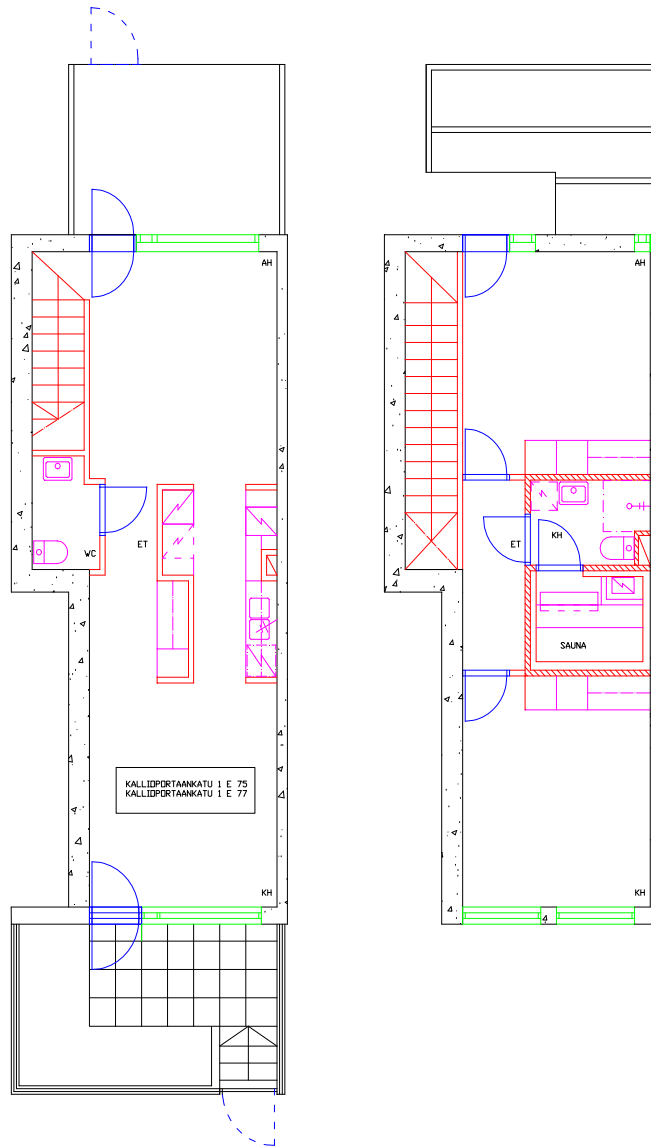 AH
AH
WC
ET
ET
KH
SAUNA
KALLIOPORTAANKATU 1 E 75
KALLIOPORTAANKATU 1 E 77
KH
KH